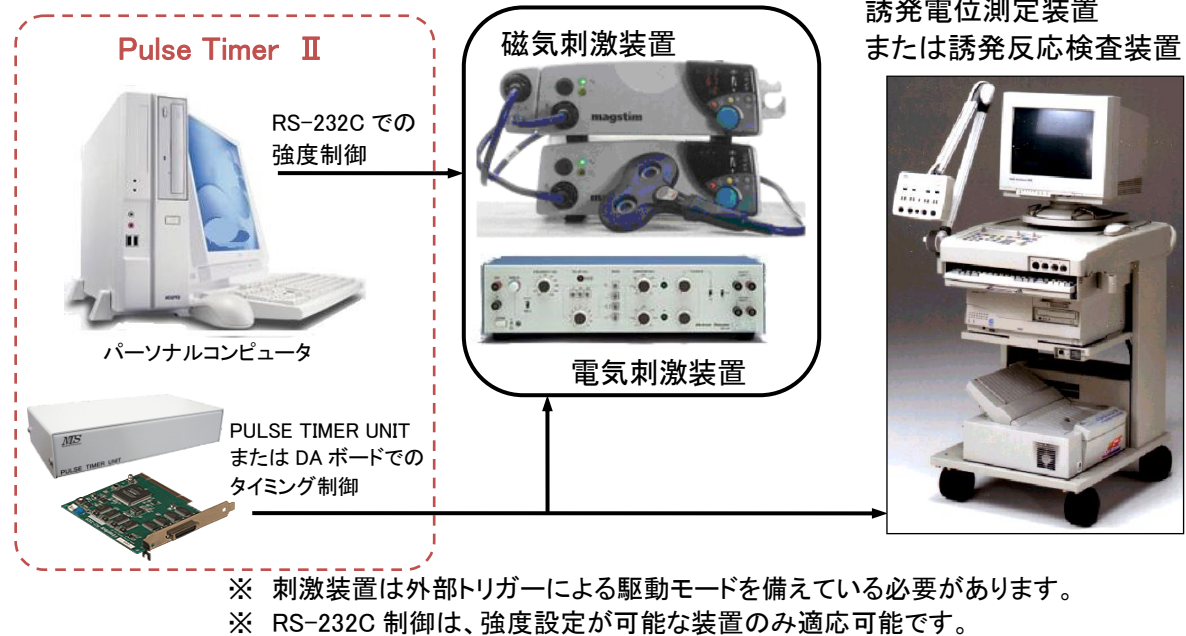 誘発電位測定装置
または誘発反応検査装置
Pulse Timer Ⅱ
磁気刺激装置
RS-232C での
強度制御
magstim
magstim
電気刺激装置
パーソナルコンピュータ
MS
PULSE TIMER UNIT
PULSE TIMER UNIT
または DA ボードでの
タイミング制御
※ 刺激装置は外部トリガーによる駆動モードを備えている必要があります。
※ RS-232C 制御は、強度設定が可能な装置のみ適応可能です。